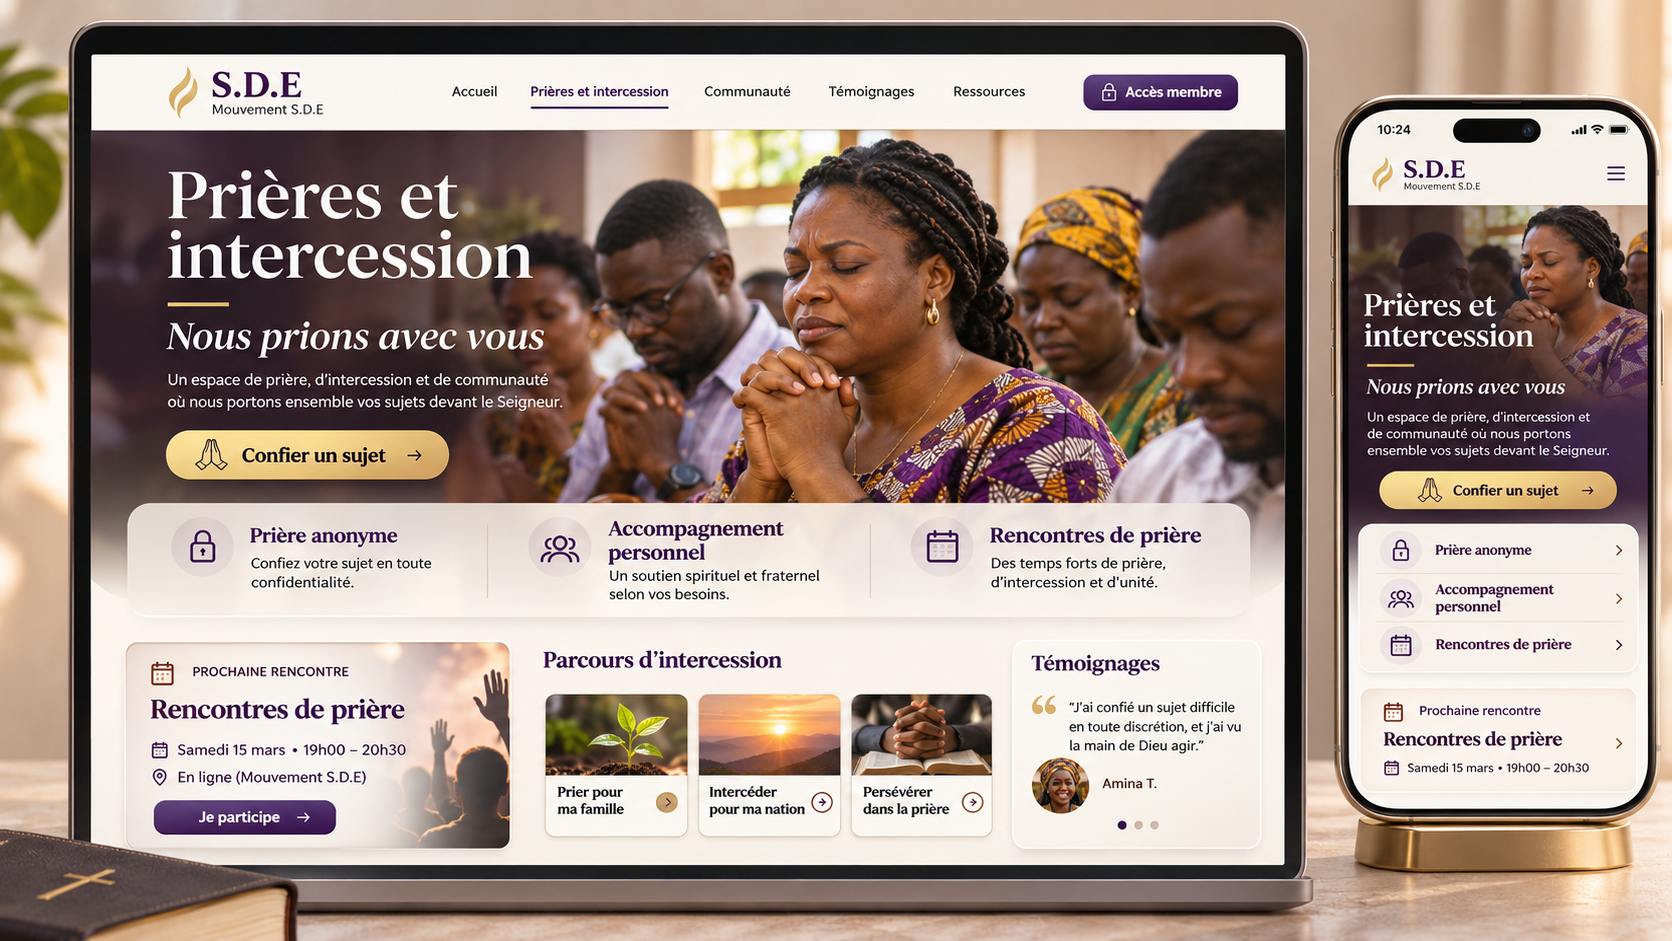 S.D.E
Mouvement S.D.E
Accueil
Prières et intercession
Communauté
Témoignages
Ressources
Accès membre
Prières et
intercession
Nous prions avec vous
Un espace de prière, d'intercession et de communauté
où nous portons ensemble vos sujets devant le Seigneur.
Confier un sujet →
Prière anonyme
Confiez votre sujet en toute
confidentialité.
Accompagnement
personnel
Un soutien spirituel et fraternel
selon vos besoins.
Rencontres de prière
Des temps forts de prière,
d'intercession et d'unité.
PROCHAINE RENCONTRE
Rencontres de prière
Samedi 15 mars • 19h00 – 20h30
En ligne (Mouvement S.D.E)
Je participe →
Parcours d'intercession
Prier pour
ma famille
Intercéder
pour ma nation
Persévérer
dans la prière
Témoignages
"J'ai confié un sujet difficile
en toute discrétion, et j'ai vu
la main de Dieu agir."
Amina T.
10:24
S.D.E
Mouvement S.D.E
Prières et
intercession
Nous prions avec vous
Un espace de prière, d'intercession et
de communauté où nous portons
ensemble vos sujets devant le Seigneur.
Confier un sujet →
Prière anonyme
Accompagnement
personnel
Rencontres de prière
Prochaine rencontre
Rencontres de prière
Samedi 15 mars • 19h00 – 20h30